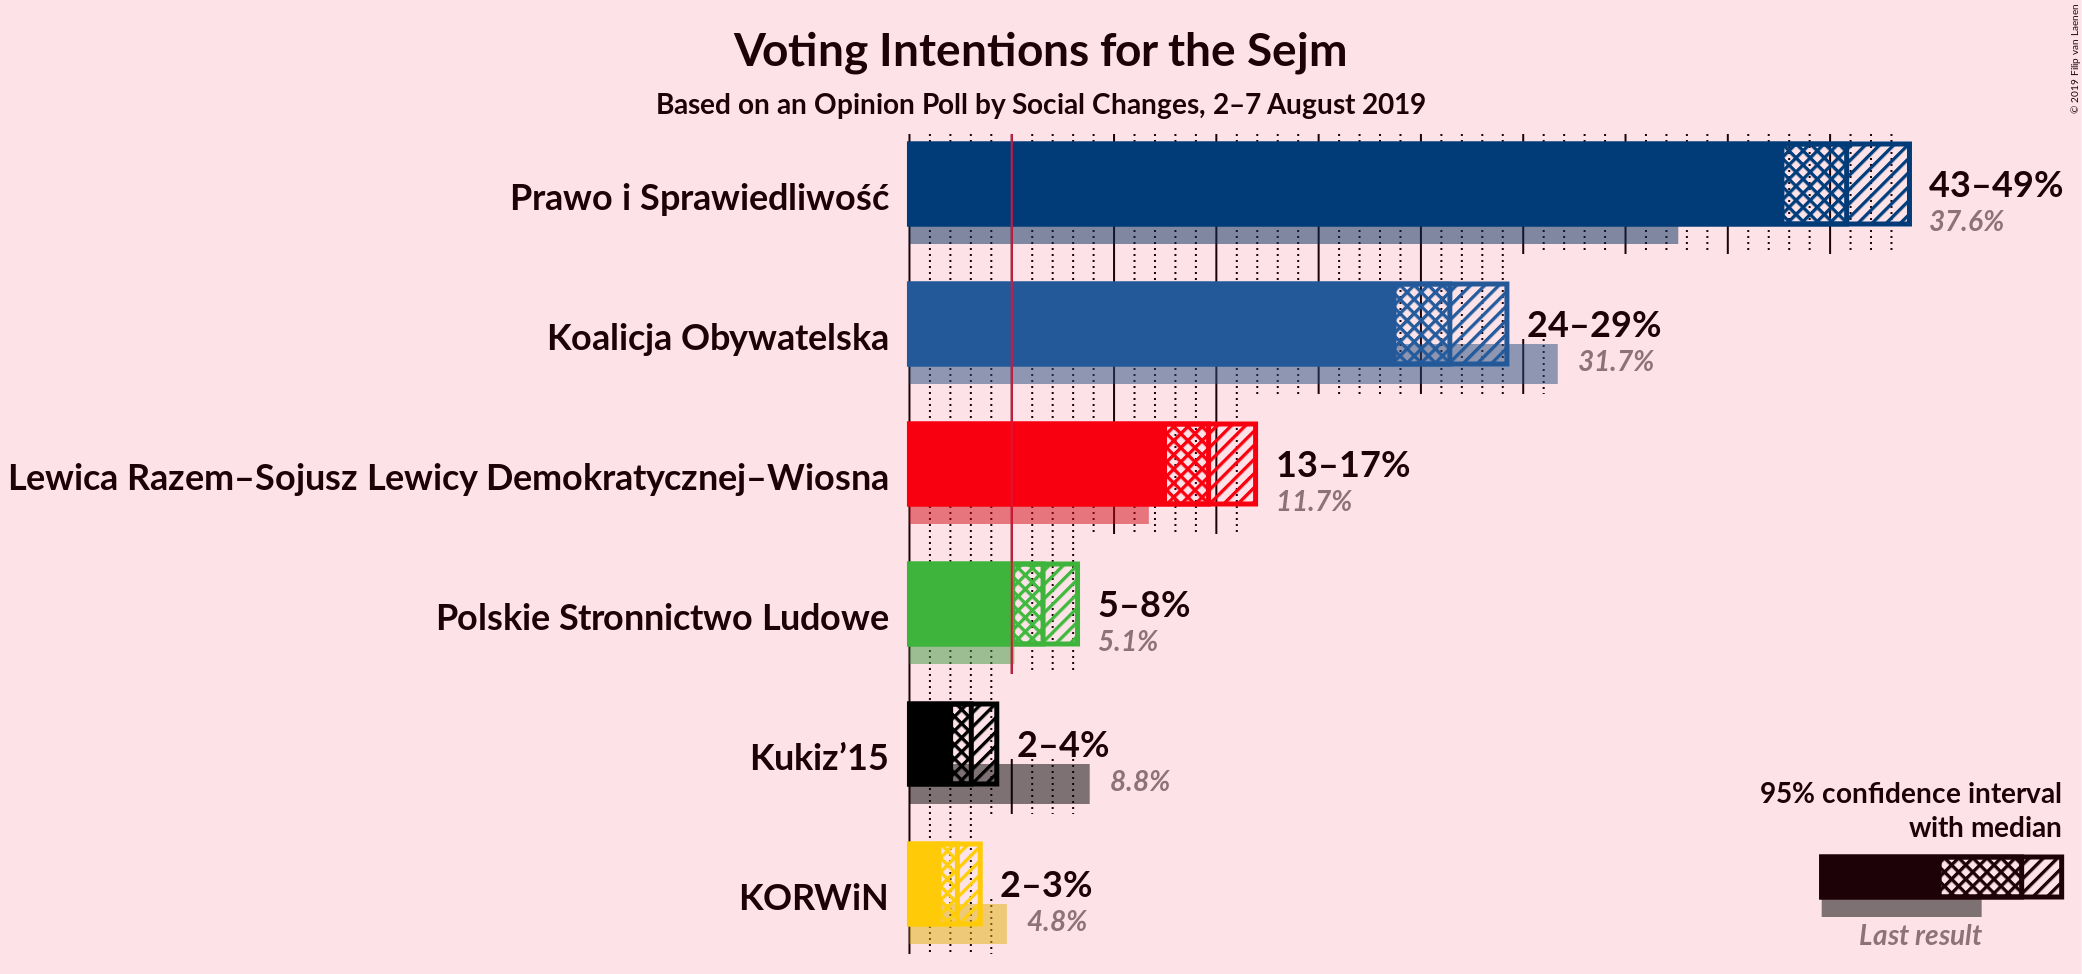 Voting Intentions for the Sejm
Based on an Opinion Poll by Social Changes, 2–7 August 2019
© 2019 Filip van Laenen
Prawo i Sprawiedliwość
43–49%
37.6%
Koalicja Obywatelska
24–29%
31.7%
Lewica Razem–Sojusz Lewicy Demokratycznej–Wiosna
13–17%
11.7%
Polskie Stronnictwo Ludowe
5–8%
5.1%
Kukiz’15
2–4%
8.8%
KORWiN
2–3%
4.8%
95% confidence interval
with median
Last result